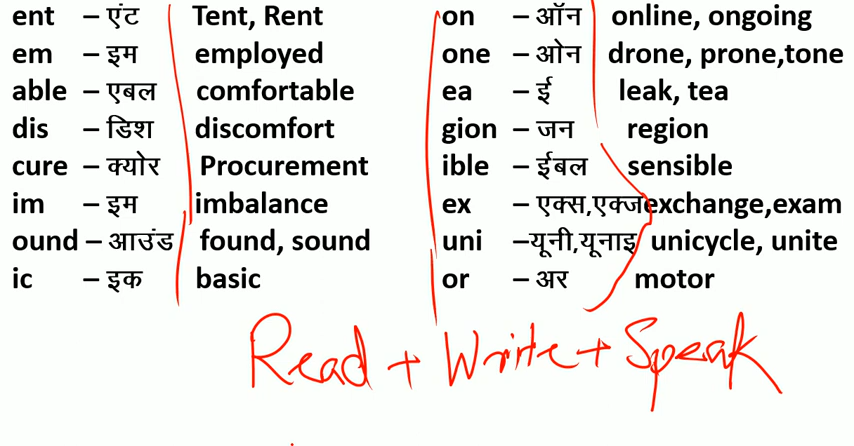 ent – एंट Tent, Rent
em – इम employed
able – एबल comfortable
dis – डिश discomfort
cure – क्योर Procurement
im – इम imbalance
ound – आउंड found, sound
ic – इक basic
on – ऑन online, ongoing
one – ओन drone, prone,tone
ea – ई leak, tea
gion – जन region
ible – ईबल sensible
ex – एक्स,एक्ज exchange,exam
uni –यूनी,यूनाइ unicycle, unite
or – अर motor
Read + Write + Speak